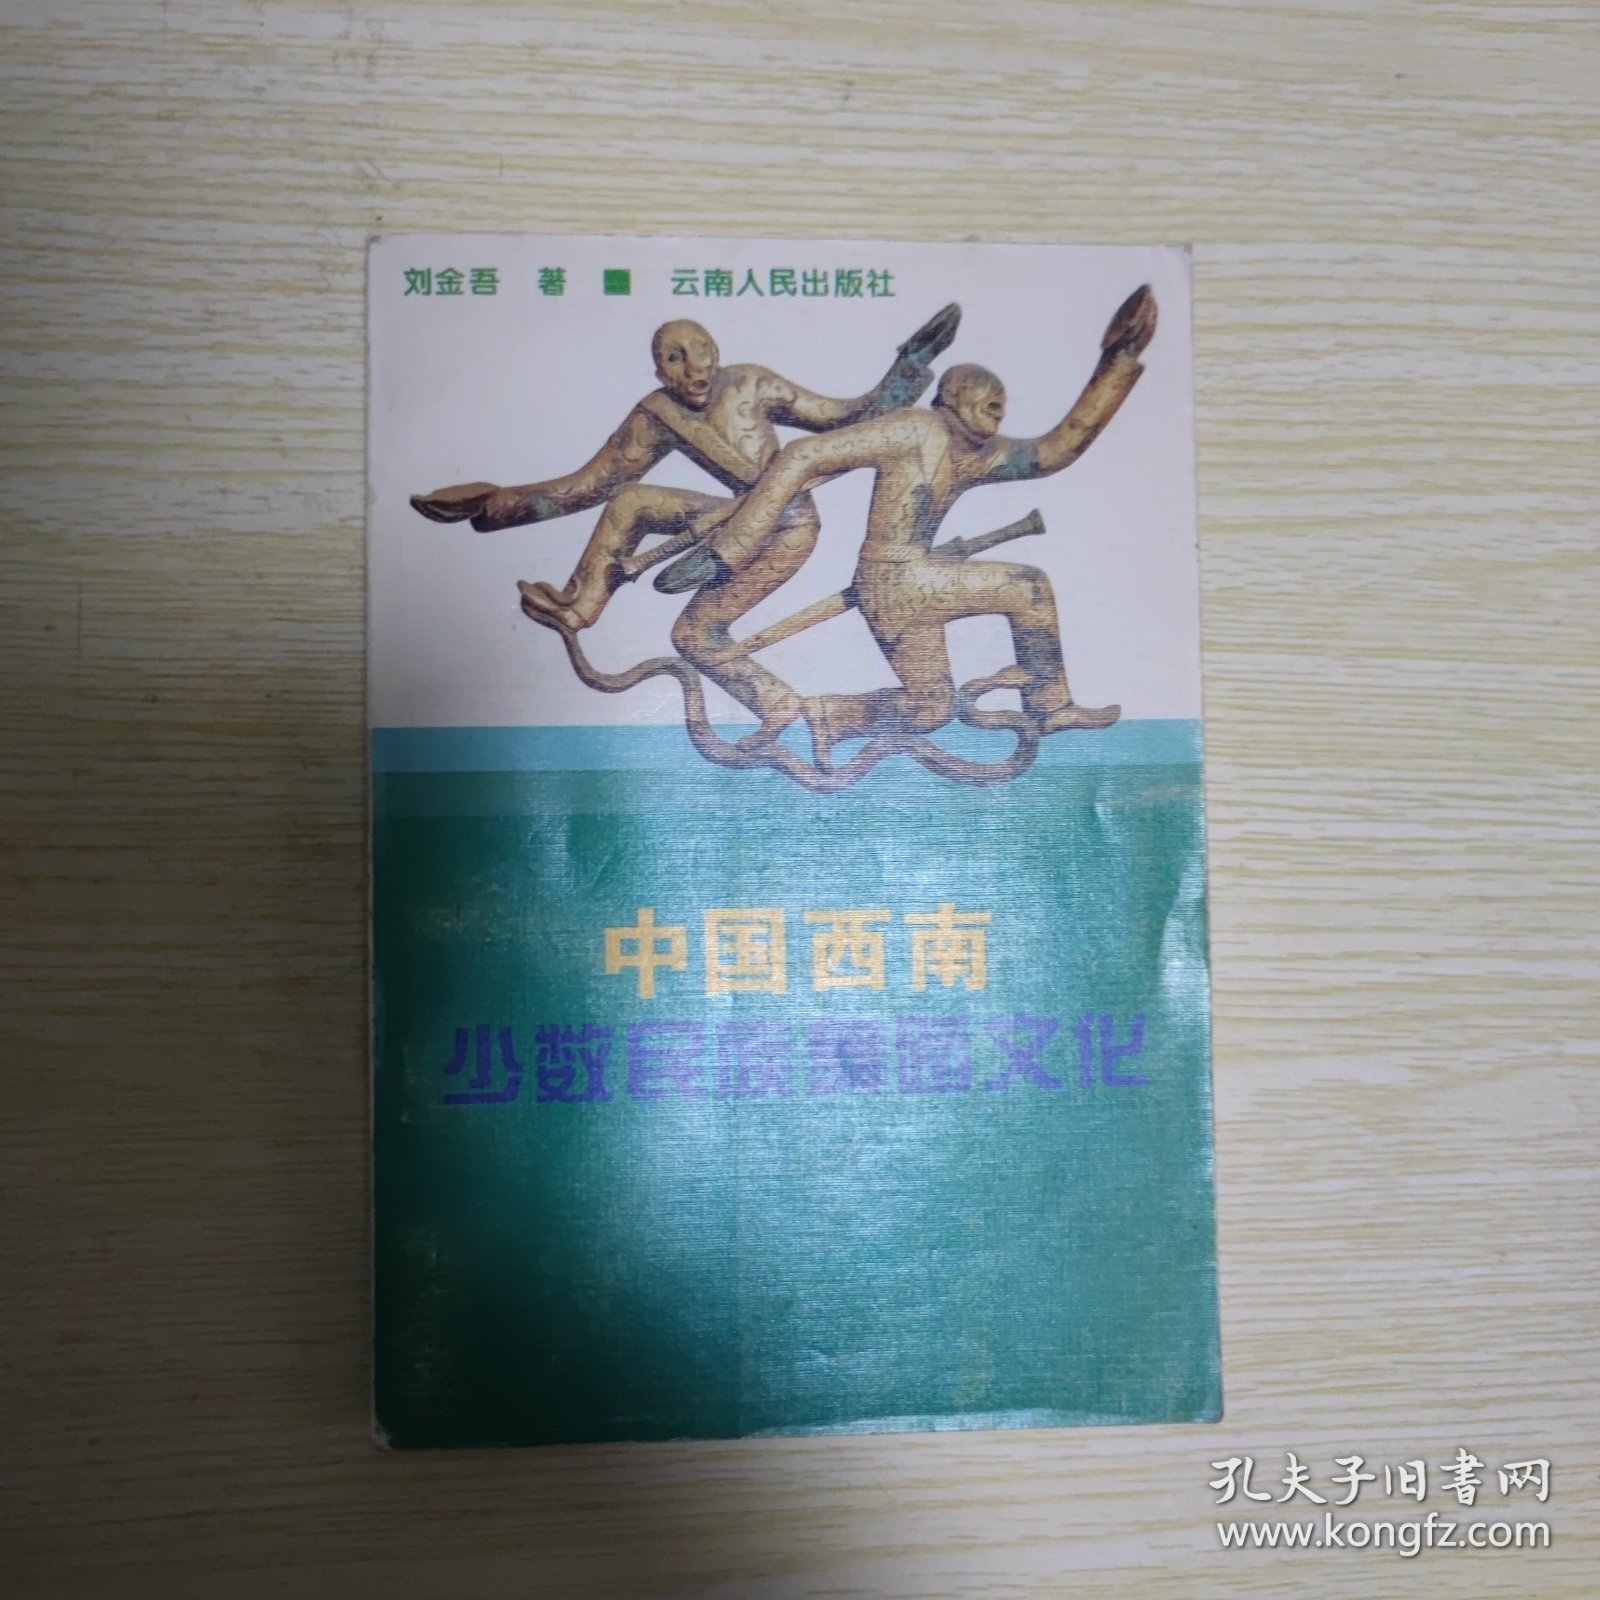 刘金吾 著 ■ 云南人民出版社
中国西南
少数民族舞蹈文化
孔夫子旧书网
www.kongfz.com